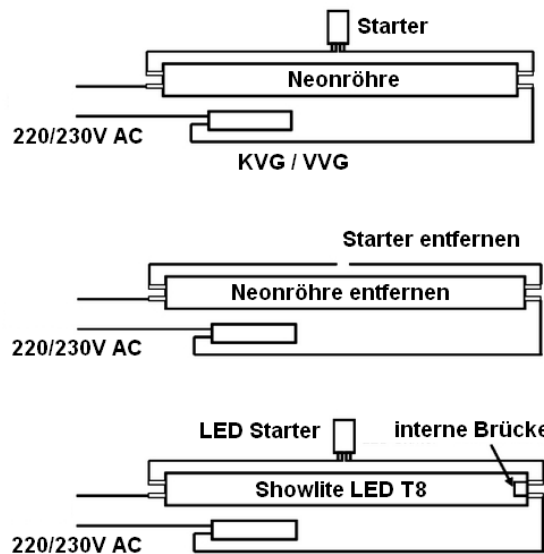 Starter
Neonröhre
220/230V AC
KVG / VVG
Starter entfernen
Neonröhre entfernen
220/230V AC
LED Starter interne Brücke
Showlite LED T8
220/230V AC